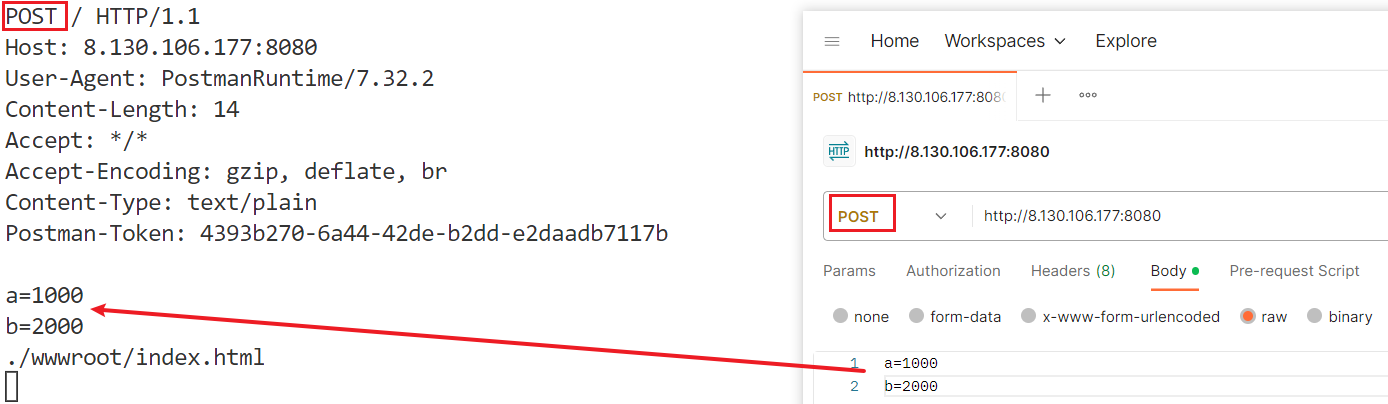 POST / HTTP/1.1
Host: 8.130.106.177:8080
User-Agent: PostmanRuntime/7.32.2
Content-Length: 14
Accept: */*
Accept-Encoding: gzip, deflate, br
Content-Type: text/plain
Postman-Token: 4393b270-6a44-42de-b2dd-e2daadb7117b
a=1000
b=2000
./wwwroot/index.html
Home Workspaces Explore
POST http://8.130.106.177:808
HTTP http://8.130.106.177:8080
POST http://8.130.106.177:8080
Params Authorization Headers (8) Body Pre-request Script
none form-data x-www-form-urlencoded raw binary
1 a=1000
2 b=2000